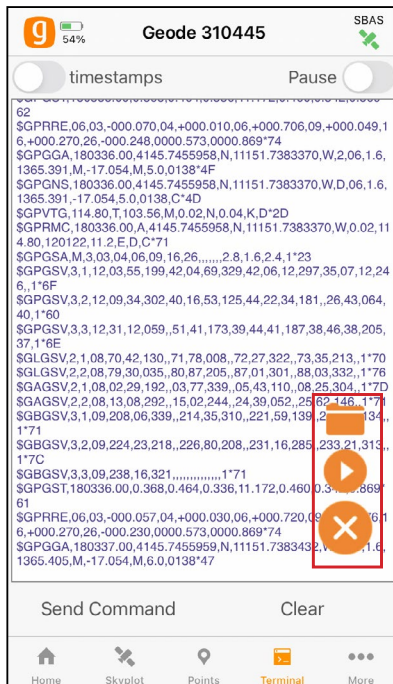 g
54%
Geode 310445
SBAS
timestamps
Pause
62
$GPRRE,06,03,-000.070,04,+000.010,06,+000.706,09,+000.049,1
6,+000.270,26,-000.248,0000.573,0000.869*74
$GPGGA,180336.00,4145.7455958,N,11151.7383370,W,2,06,1.6,
1365.391,M,-17.054,M,5.0,0138*4F
$GPGNS,180336.00,4145.7455958,N,11151.7383370,W,D,06,1.6,
1365.391,-17.054,5.0,0138,C*4D
$GPVTG,114.80,T,103.56,M,0.02,N,0.04,K,D*2D
$GPRMC,180336.00,A,4145.7455958,N,11151.7383370,W,0.02,11
4.80,120122,11.2,E,D,C*71
$GPGSA,M,3,03,04,06,09,16,26,,,,,,,2.8,1.6,2.4,1*23
$GPGSV,3,1,12,03,55,199,42,04,69,329,42,06,12,297,35,07,12,24
6,,1*6F
$GPGSV,3,2,12,09,34,302,40,16,53,125,44,22,34,181,,26,43,064,
40,1*60
$GPGSV,3,3,12,31,12,059,,51,41,173,39,44,41,187,38,46,38,205,
37,1*6E
$GLGSV,2,1,08,70,42,130,,71,78,008,,72,27,322,,73,35,213,,1*70
$GLGSV,2,2,08,79,30,035,,80,87,205,,87,01,301,,88,03,332,,1*76
$GAGSV,2,1,08,02,29,192,,03,77,339,,05,43,110,,08,25,304,,1*7D
$GAGSV,2,2,08,13,08,292,,15,02,244,,24,39,052,,25,62,146,,1*71
$GBGSV,3,1,09,208,06,339,,214,35,310,,221,59,139,
1*71
$GBGSV,3,2,09,224,23,218,,226,80,208,,231,16,285,,233,21,313,,
1*7C
$GBGSV,3,3,09,238,16,321,,,,,,,,,,,,,,1*71
$GPGST,180336.00,0.368,0.464,0.336,11.172,0.460
61
$GPRRE,06,03,-000.057,04,+000.030,06,+000.720,
6,+000.270,26,-000.230,0000.573,0000.869*74
$GPGGA,180337.00,4145.7455959,N,11151.7383432,
1365.405,M,-17.054,M,6.0,0138*47
Send Command
Clear
Home
Skyplot
Points
Terminal
More